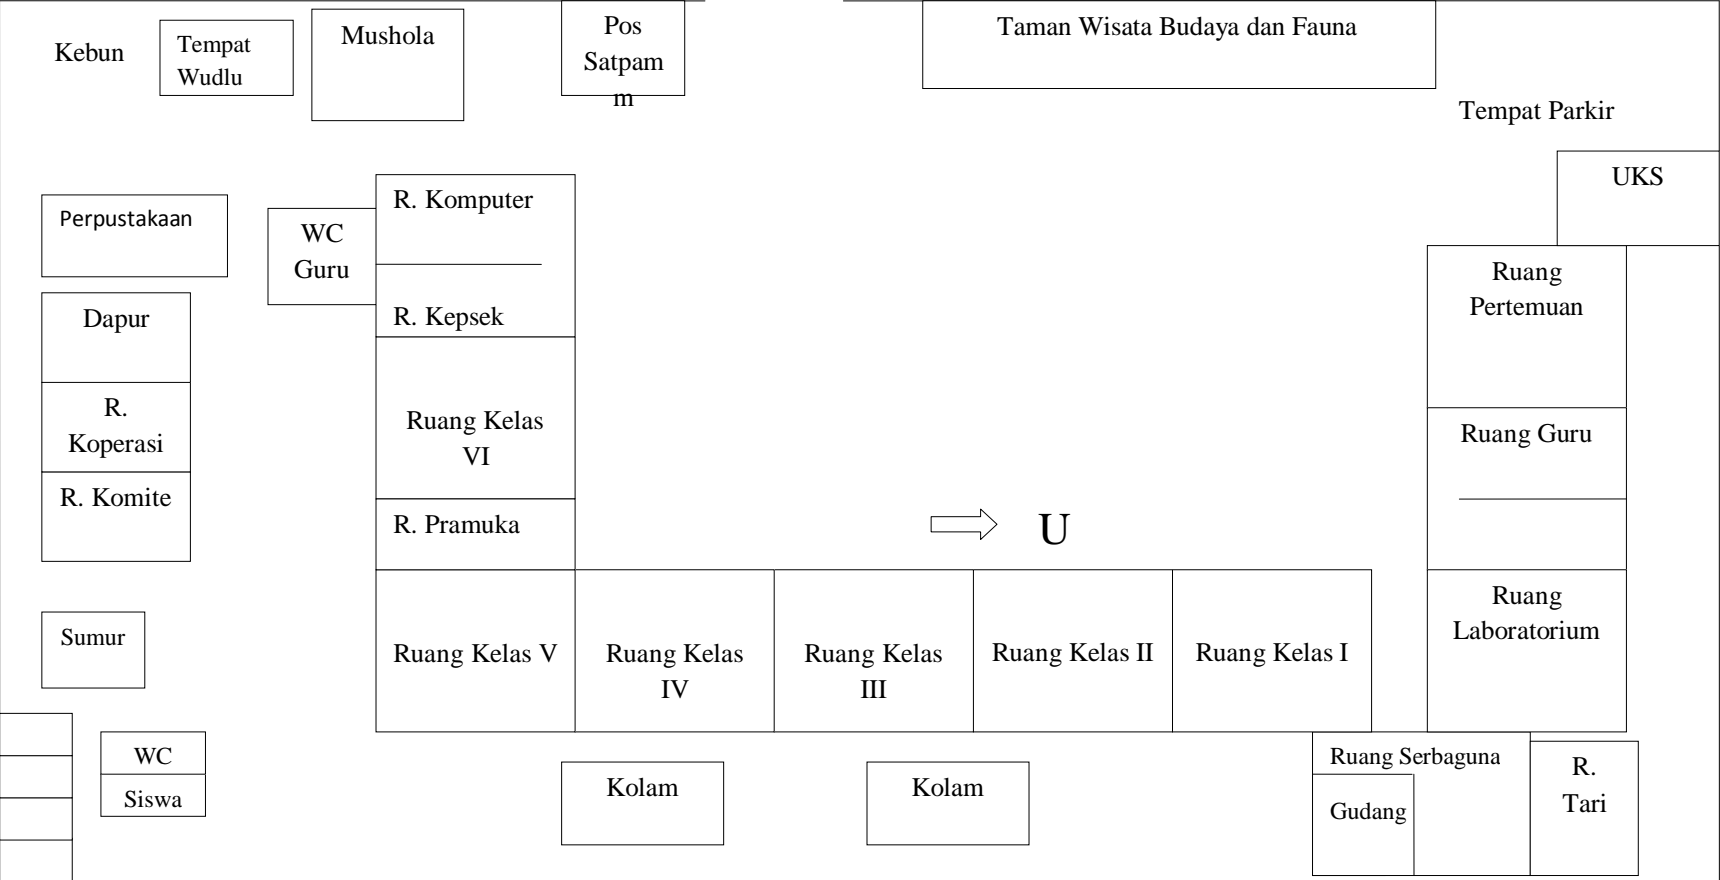 Kebun
Tempat
Wudlu
Mushola
Pos
Satpam
m
Taman Wisata Budaya dan Fauna
Tempat Parkir
UKS
Perpustakaan
WC
Guru
R. Komputer
R. Kepsek
Ruang
Pertemuan
Dapur
R.
Koperasi
R. Komite
Ruang Kelas
VI
R. Pramuka
Ruang Guru
U
Ruang
Laboratorium
Sumur
Ruang Kelas V
Ruang Kelas
IV
Ruang Kelas
III
Ruang Kelas II
Ruang Kelas I
WC
Siswa
Kolam
Kolam
Ruang Serbaguna
Gudang
R.
Tari